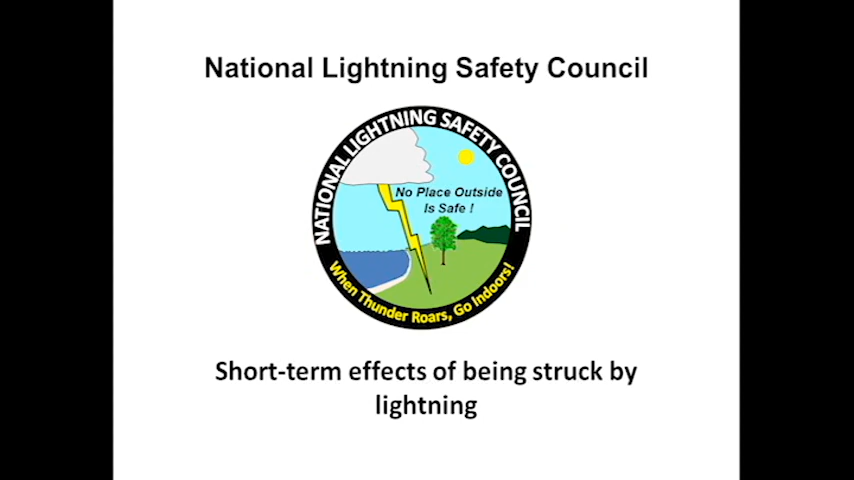 National Lightning Safety Council
NATIONAL LIGHTNING SAFETY COUNCIL
No Place Outside
Is Safe !
When Thunder Roars, Go Indoors!
Short-term effects of being struck by
lightning